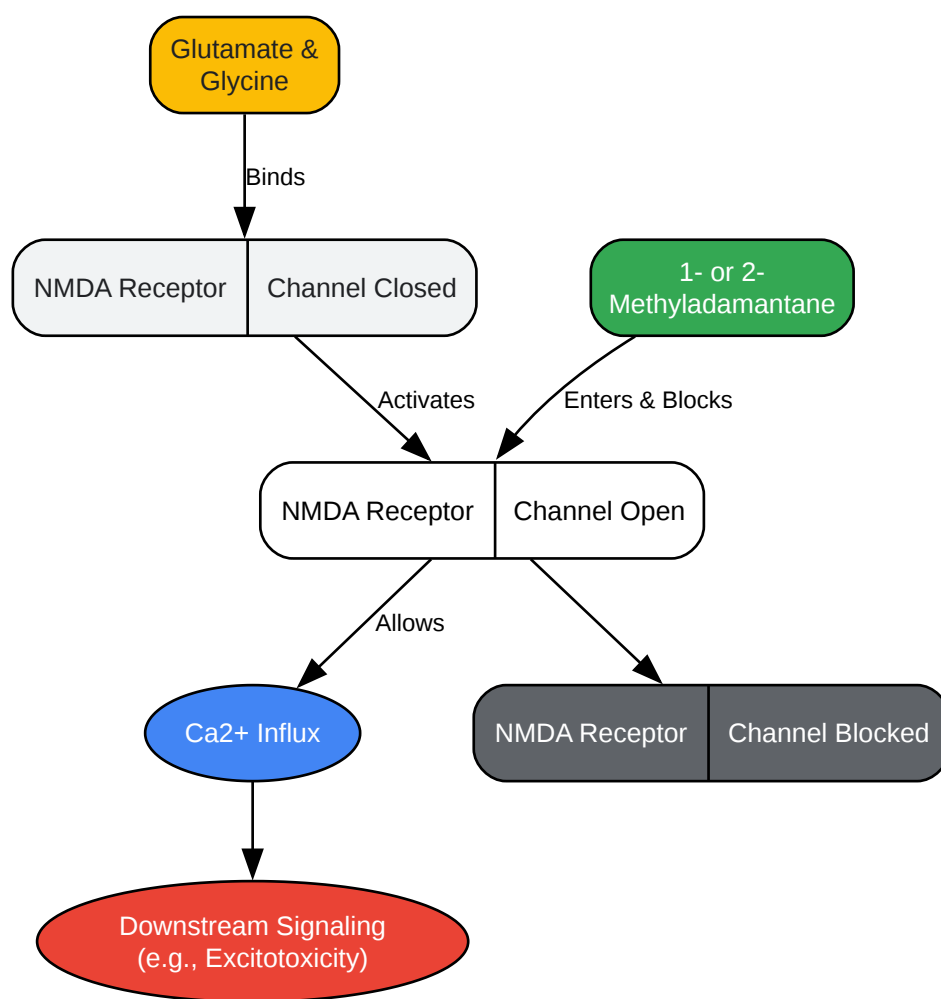 Glutamate &
Glycine
Binds
NMDA Receptor
Channel Closed
1- or 2-
Methyladamantane
Activates
Enters & Blocks
NMDA Receptor
Channel Open
Allows
Ca2+ Influx
NMDA Receptor
Channel Blocked
Downstream Signaling
(e.g., Excitotoxicity)